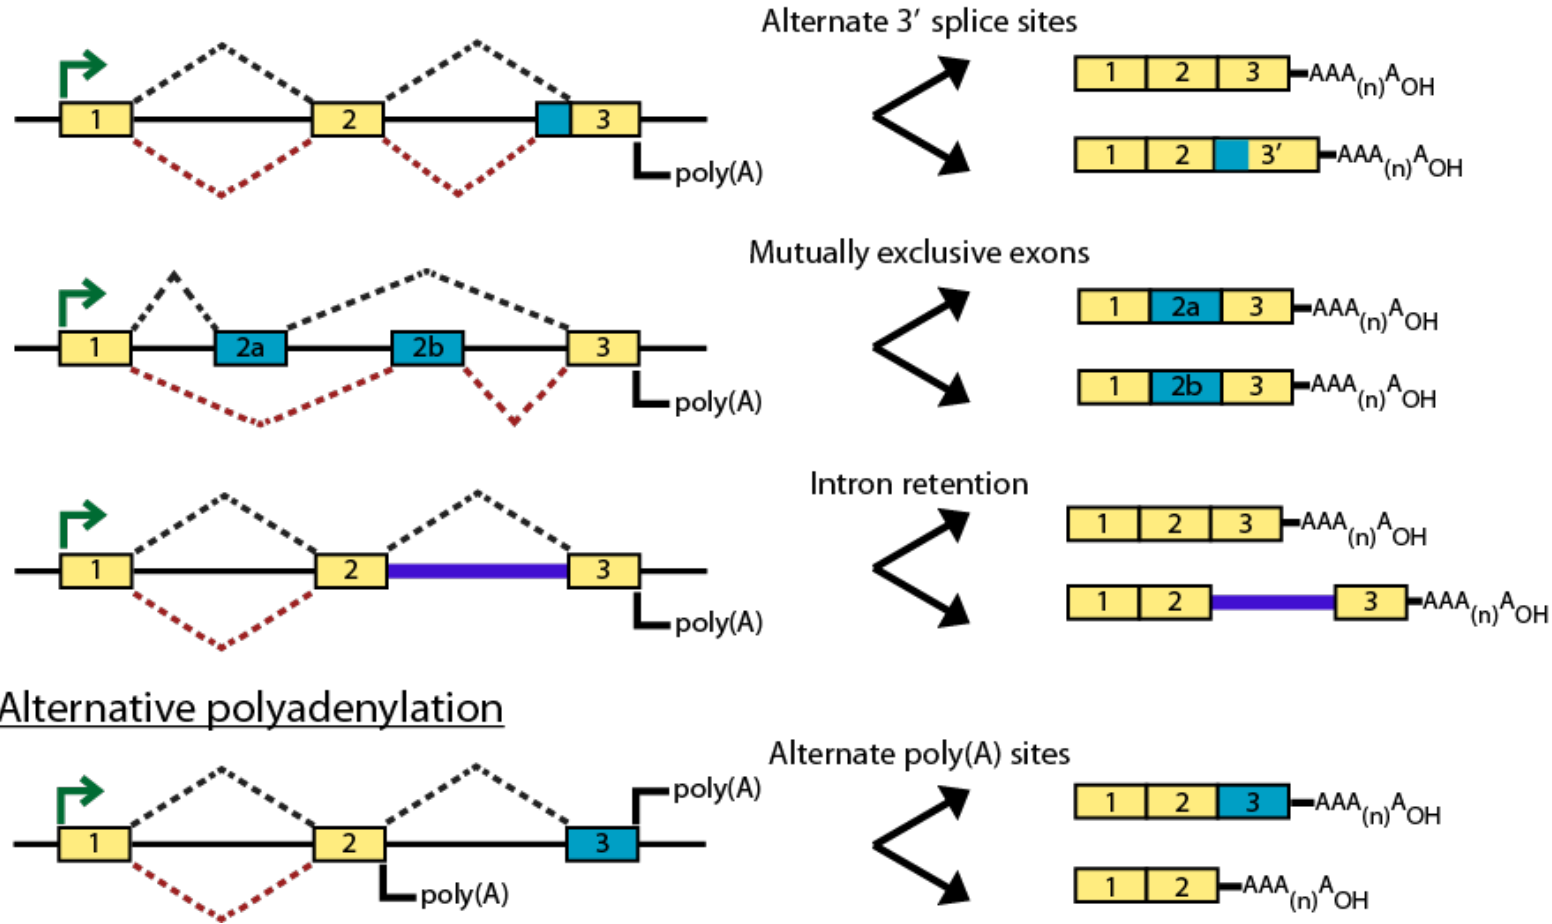 Alternate 3′ splice sites
1 2 3 poly(A)
1 2 3 AAA(n)AOH
1 2 3′ AAA(n)AOH
Mutually exclusive exons
1 2a 2b 3 poly(A)
1 2a 3 AAA(n)AOH
1 2b 3 AAA(n)AOH
Intron retention
1 2 3 poly(A)
1 2 3 AAA(n)AOH
1 2 3 AAA(n)AOH
Alternative polyadenylation
Alternate poly(A) sites
poly(A)
1 2 3
poly(A)
1 2 3 AAA(n)AOH
1 2 AAA(n)AOH